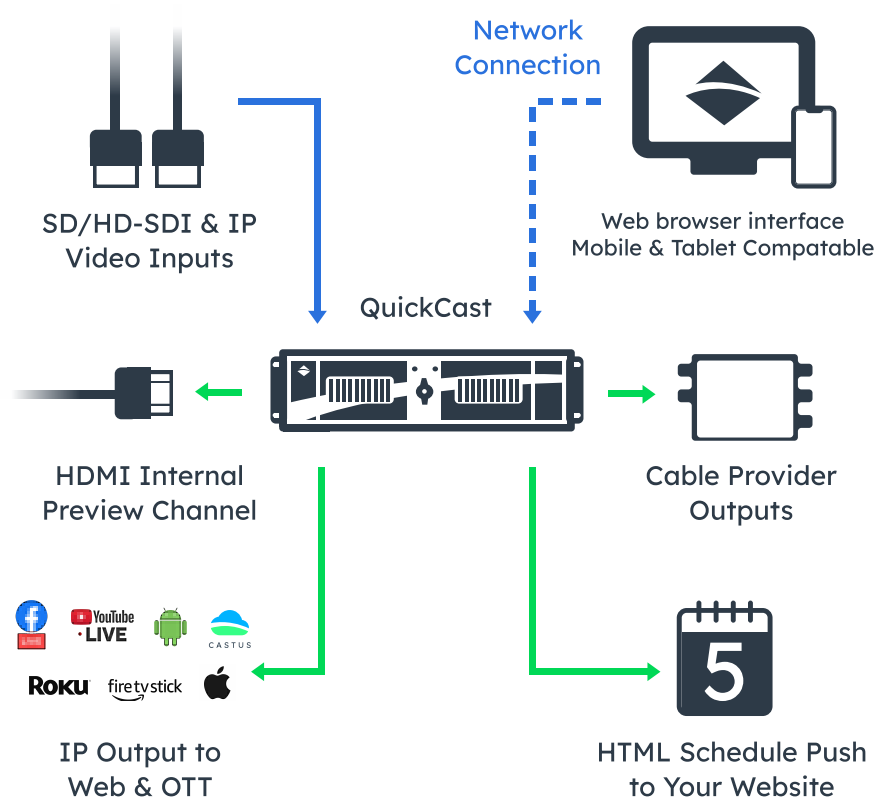 Network
Connection
SD/HD-SDI & IP
Video Inputs
Web browser interface
Mobile & Tablet Compatable
QuickCast
HDMI Internal
Preview Channel
Cable Provider
Outputs
YouTube
LIVE
CASTUS
ROKU
fire tv stick
5
IP Output to
Web & OTT
HTML Schedule Push
to Your Website